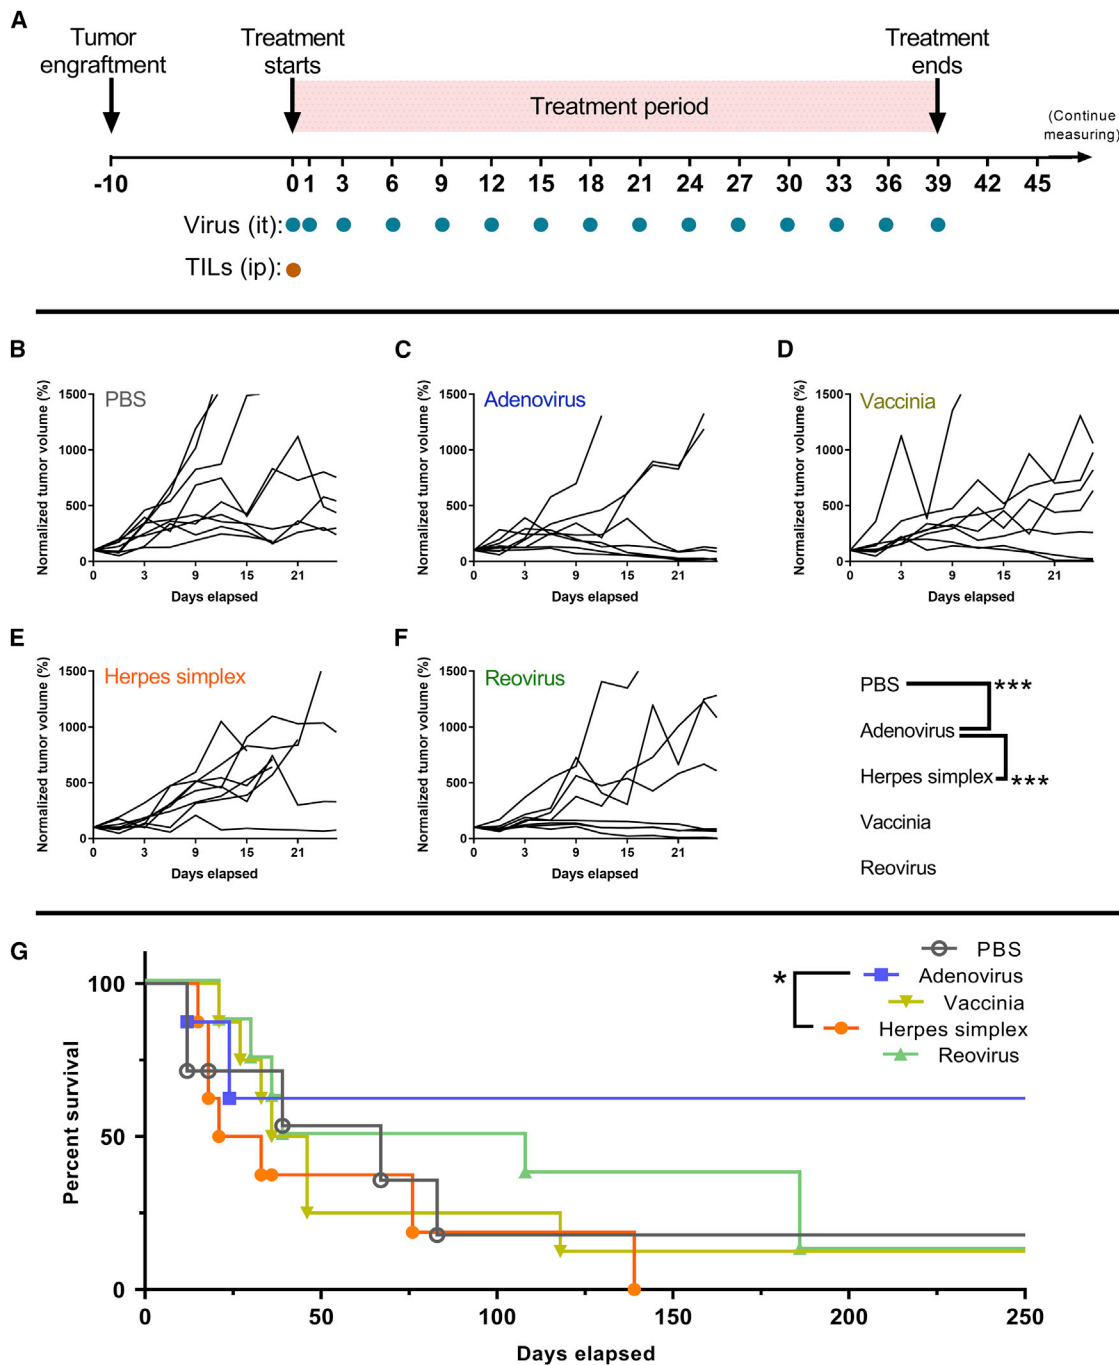 A
Tumor
engraftment
Treatment
starts
Treatment
ends
Treatment period
(Continue
measuring)
-10 0 1 3 6 9 12 15 18 21 24 27 30 33 36 39 42 45
Virus (it):
TILs (ip):
B
PBS
Normalized tumor volume (%)
1500
1000
500
0
0 3 9 15 21
Days elapsed
C
Adenovirus
Normalized tumor volume (%)
1500
1000
500
0
0 3 9 15 21
Days elapsed
D
Vaccinia
Normalized tumor volume (%)
1500
1000
500
0
0 3 9 15 21
Days elapsed
E
Herpes simplex
Normalized tumor volume (%)
1500
1000
500
0
0 3 9 15 21
Days elapsed
F
Reovirus
Normalized tumor volume (%)
1500
1000
500
0
0 3 9 15 21
Days elapsed
PBS ***
Adenovirus
Herpes simplex ***
Vaccinia
Reovirus
G
PBS
* Adenovirus
Vaccinia
Herpes simplex
Reovirus
Percent survival
100
50
0
0 50 100 150 200 250
Days elapsed